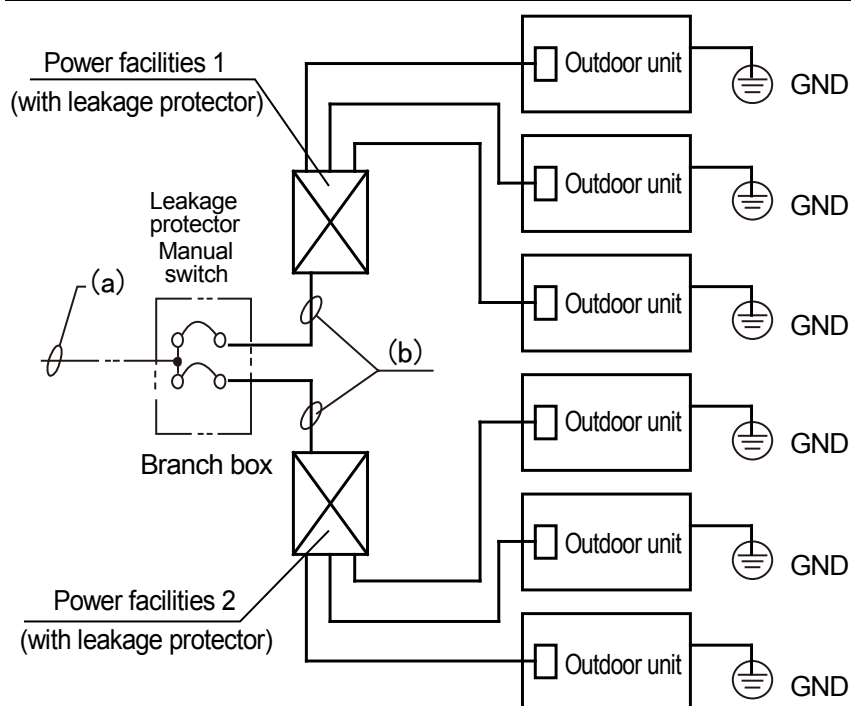 Power facilities 1
(with leakage protector)
Leakage
protector
Manual
switch
(a)
(b)
Branch box
Power facilities 2
(with leakage protector)
Outdoor unit
GND
Outdoor unit
GND
Outdoor unit
GND
Outdoor unit
GND
Outdoor unit
GND
Outdoor unit
GND